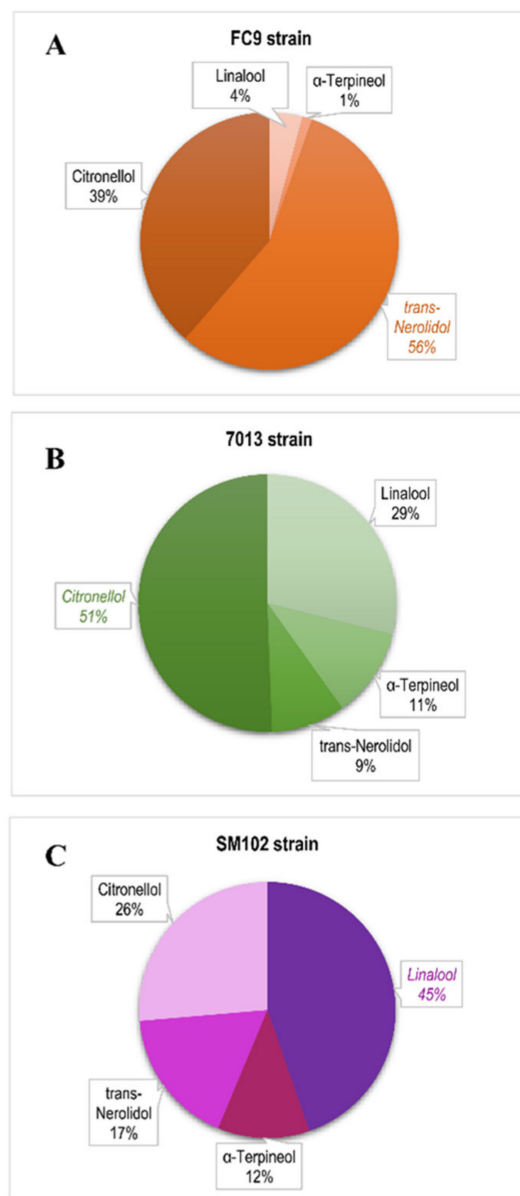 A
FC9 strain
Linalool
4%
α-Terpineol
1%
Citronellol
39%
trans-
Nerolidol
56%
B
7013 strain
Linalool
29%
Citronellol
51%
α-Terpineol
11%
trans-Nerolidol
9%
C
SM102 strain
Citronellol
26%
Linalool
45%
trans-
Nerolidol
17%
α-Terpineol
12%